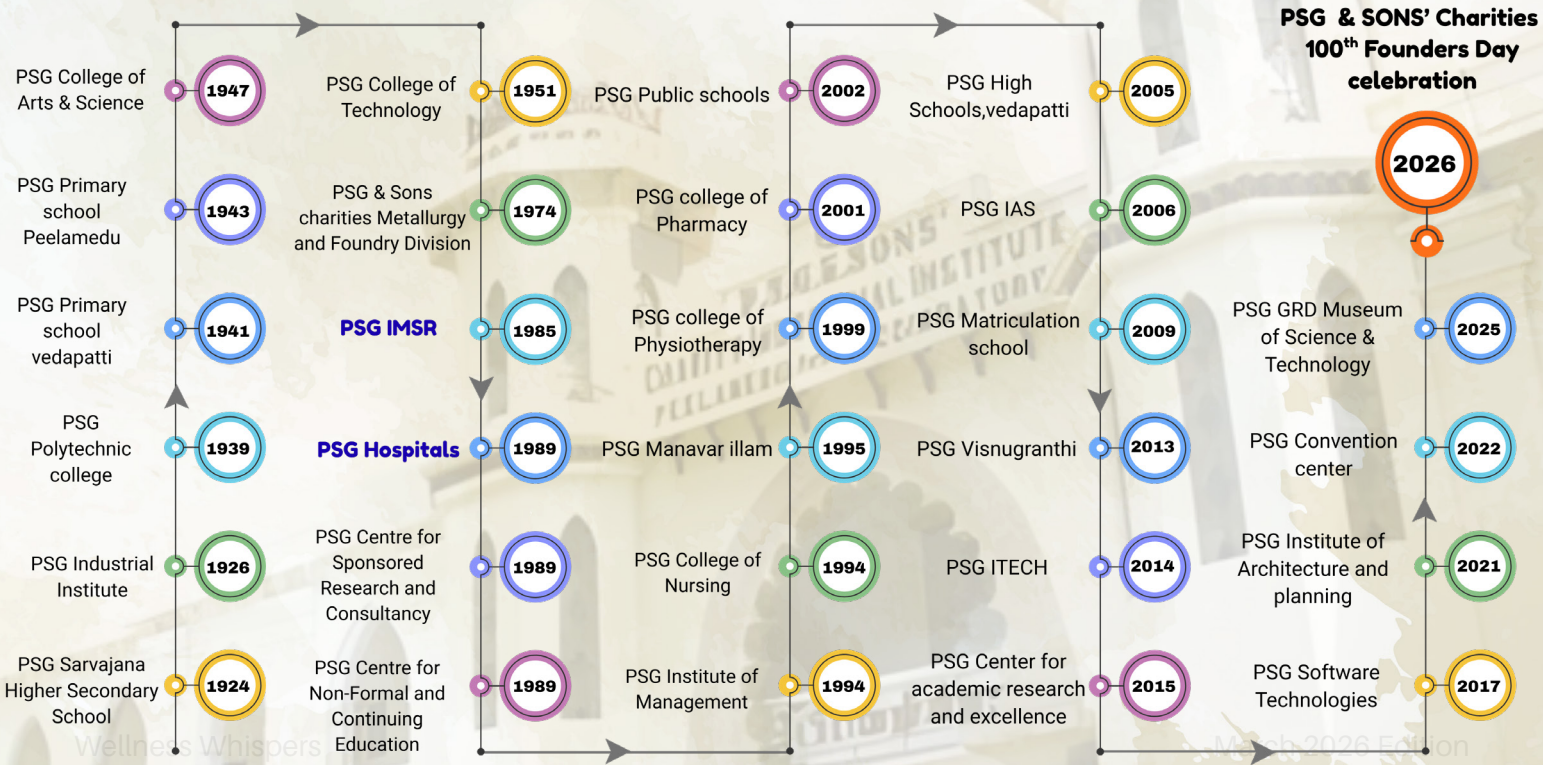 PSG & SONS’ Charities
100th Founders Day
celebration
2026
PSG College of
Arts & Science
1947
PSG Primary
school
Peelamedu
1943
PSG Primary
school
vedapatti
1941
PSG
Polytechnic
college
1939
PSG Industrial
Institute
1926
PSG Sarvajana
Higher Secondary
School
1924
PSG College of
Technology
1951
PSG & Sons
charities Metallurgy
and Foundry Division
1974
PSG IMSR
1985
PSG Hospitals
1989
PSG Centre for
Sponsored
Research and
Consultancy
1989
PSG Centre for
Non-Formal and
Continuing
Education
1989
PSG Public schools
2002
PSG college of
Pharmacy
2001
PSG college of
Physiotherapy
1999
PSG Manavar illam
1995
PSG College of
Nursing
1994
PSG Institute of
Management
1994
PSG High
Schools,vedapatti
2005
PSG IAS
2006
PSG Matriculation
school
2009
PSG Visnugranthi
2013
PSG ITECH
2014
PSG Center for
academic research
and excellence
2015
PSG GRD Museum
of Science &
Technology
2025
PSG Convention
center
2022
PSG Institute of
Architecture and
planning
2021
PSG Software
Technologies
2017
P.S.G & SONS'
INSTITUTE
Wellness Whispers
March 2026 Edition